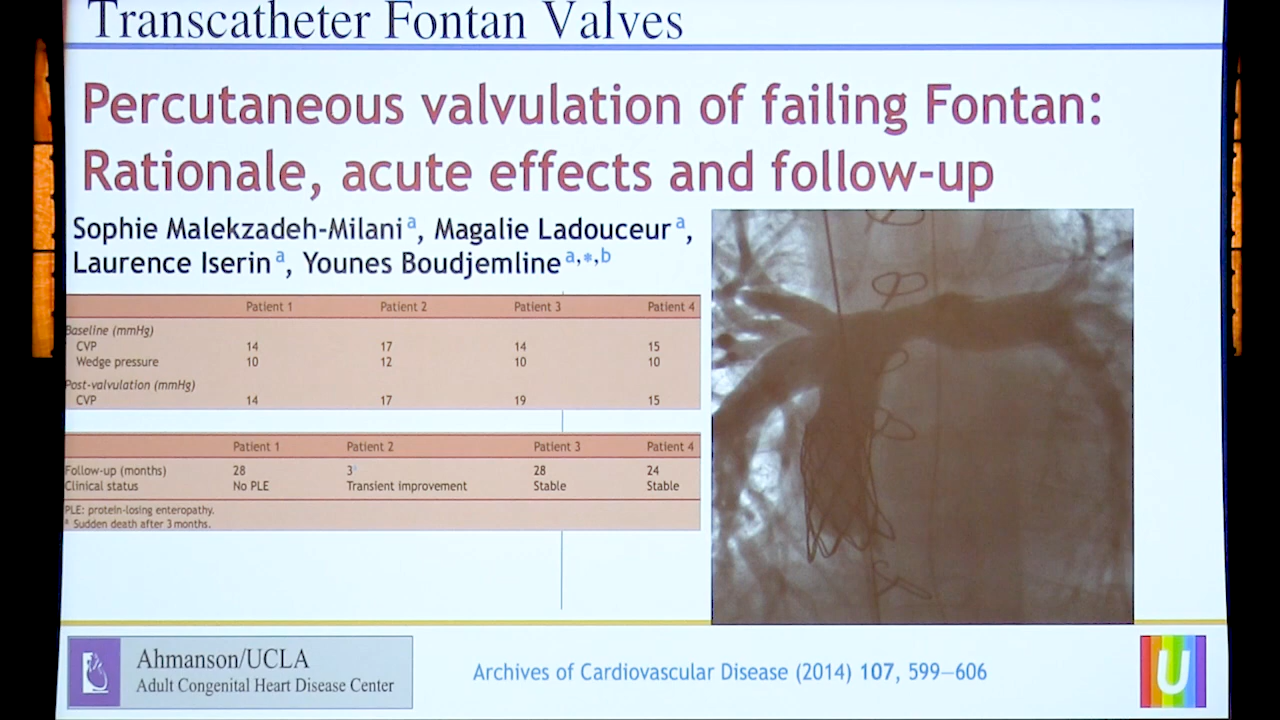 Transcatheter Fontan Valves
Percutaneous valvulation of failing Fontan:
Rationale, acute effects and follow-up
Sophie Malekzadeh-Milani a, Magalie Ladouceur a,
Laurence Iserin a, Younes Boudjemline a,*,b
Patient 1 Patient 2 Patient 3 Patient 4
Baseline (mmHg)
CVP 14 17 14 15
Wedge pressure 10 12 10 10
Post-valvulation (mmHg)
CVP 14 17 19 15
Patient 1 Patient 2 Patient 3 Patient 4
Follow-up (months) 28 3a 28 24
Clinical status No PLE Transient improvement Stable Stable
PLE: protein-losing enteropathy.
a Sudden death after 3 months.
Ahmanson/UCLA
Adult Congenital Heart Disease Center
Archives of Cardiovascular Disease (2014) 107, 599–606
U